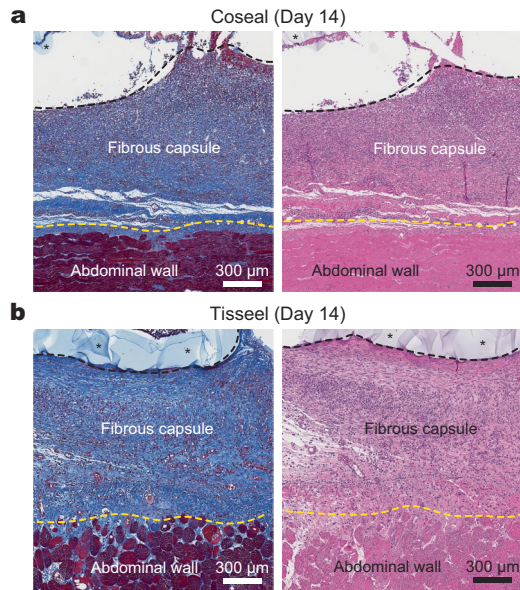 a Coseal (Day 14)
*
*
Fibrous capsule
Fibrous capsule
Abdominal wall
Abdominal wall
300 µm
300 µm
b Tisseel (Day 14)
* *
* *
Fibrous capsule
Fibrous capsule
Abdominal wall
Abdominal wall
300 µm
300 µm